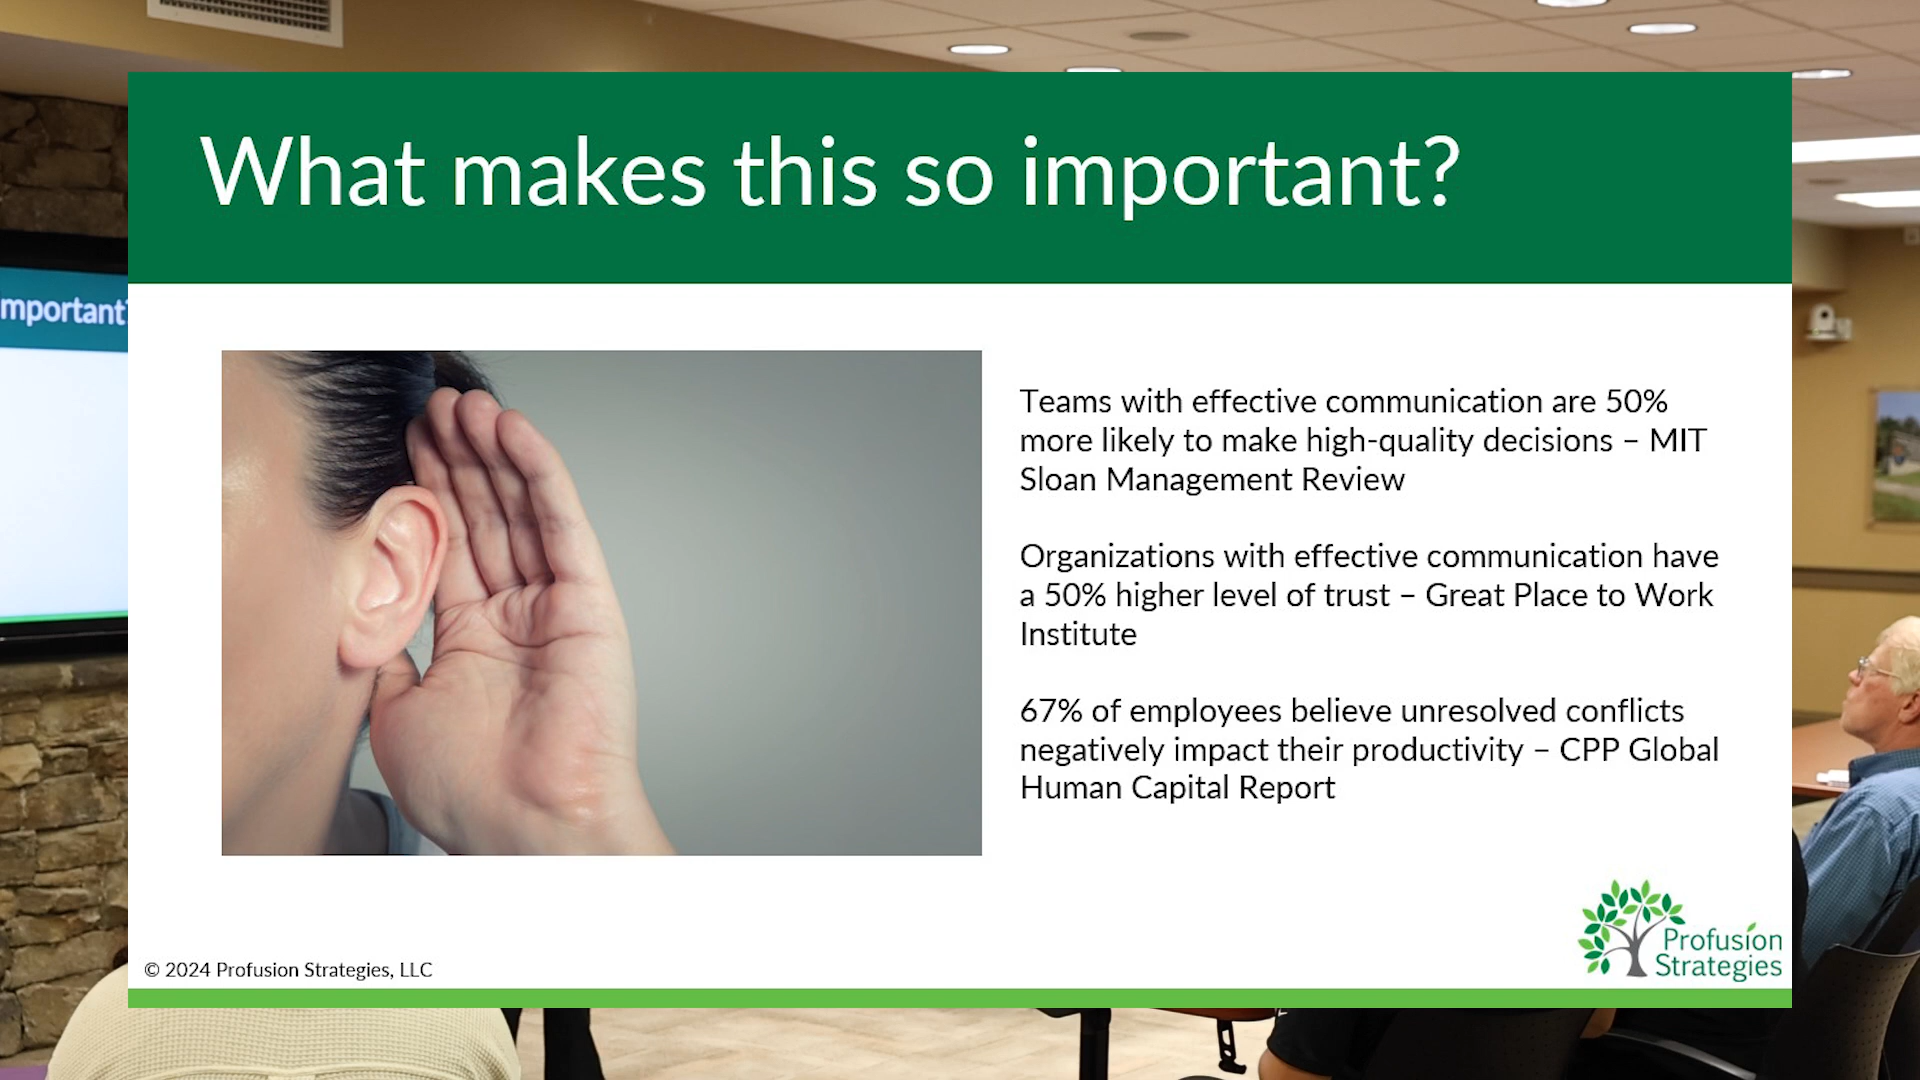 What makes this so important?
mportant?
Teams with effective communication are 50%
more likely to make high-quality decisions – MIT
Sloan Management Review
Organizations with effective communication have
a 50% higher level of trust – Great Place to Work
Institute
67% of employees believe unresolved conflicts
negatively impact their productivity – CPP Global
Human Capital Report
Profusion
Strategies
© 2024 Profusion Strategies, LLC